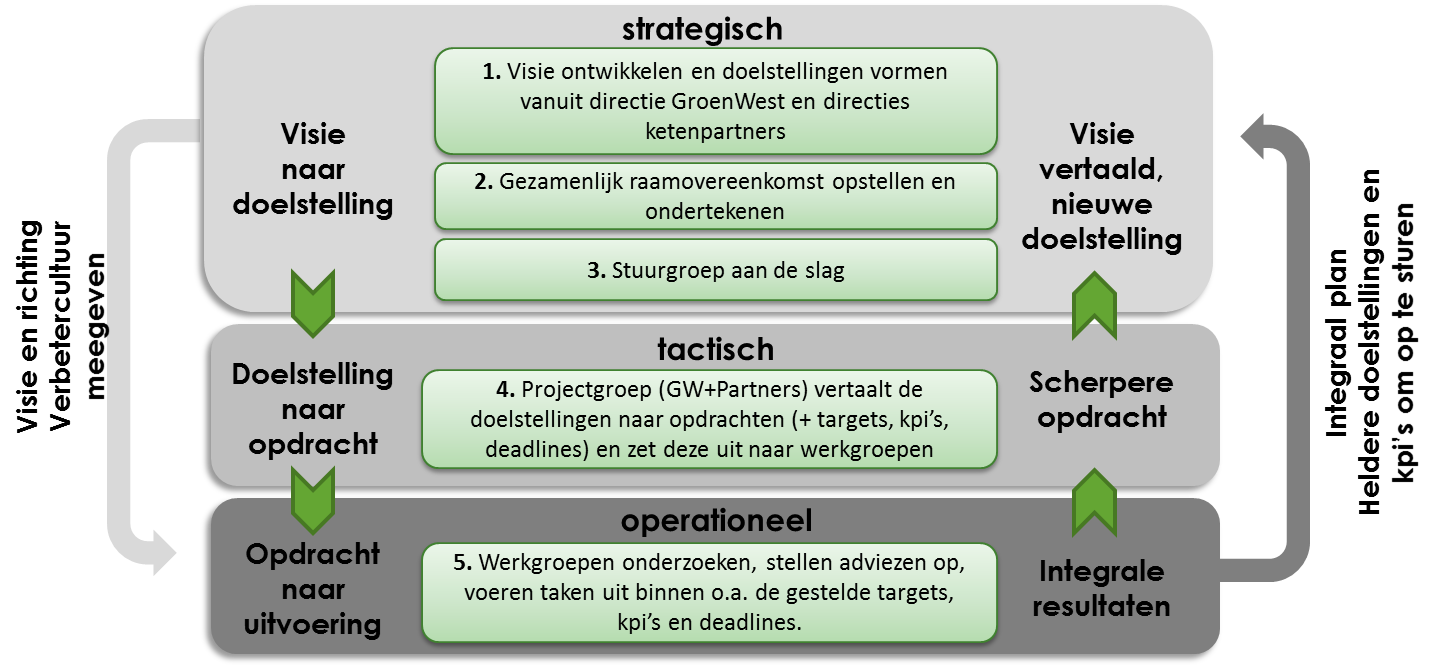 strategisch
1. Visie ontwikkelen en doelstellingen vormen
vanuit directie GroenWest en directies
ketenpartners
2. Gezamenlijk raamovereenkomst opstellen en
ondertekenen
3. Stuurgroep aan de slag
Visie
naar
doelstelling
Visie
vertaald,
nieuwe
doelstelling
tactisch
Doelstelling
naar
opdracht
4. Projectgroep (GW+Partners) vertaalt de
doelstellingen naar opdrachten (+ targets, kpi’s,
deadlines) en zet deze uit naar werkgroepen
Scherpere
opdracht
operationeel
Opdracht
naar
uitvoering
5. Werkgroepen onderzoeken, stellen adviezen op,
voeren taken uit binnen o.a. de gestelde targets,
kpi’s en deadlines.
Integrale
resultaten
Visie en richting
Verbetercultuur
meegeven
Integraal plan
Heldere doelstellingen en
kpi’s om op te sturen